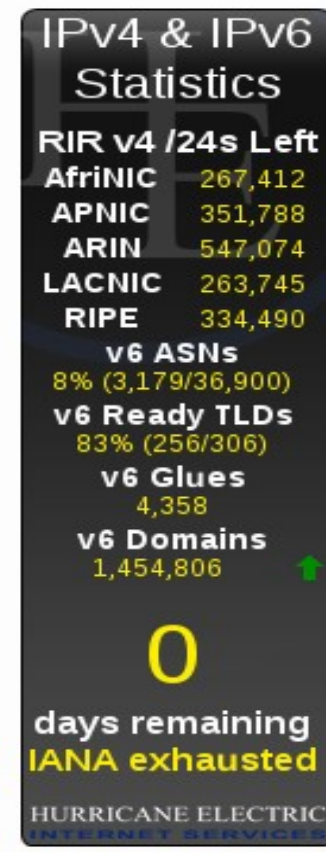 IPv4 & IPv6
Statistics
RIR v4 /24s Left
AfriNIC 267,412
APNIC 351,788
ARIN 547,074
LACNIC 263,745
RIPE 334,490
v6 ASNs
8% (3,179/36,900)
v6 Ready TLDs
83% (256/306)
v6 Glues
4,358
v6 Domains
1,454,806
0
days remaining
IANA exhausted
HURRICANE ELECTRIC
INTERNET SERVICES